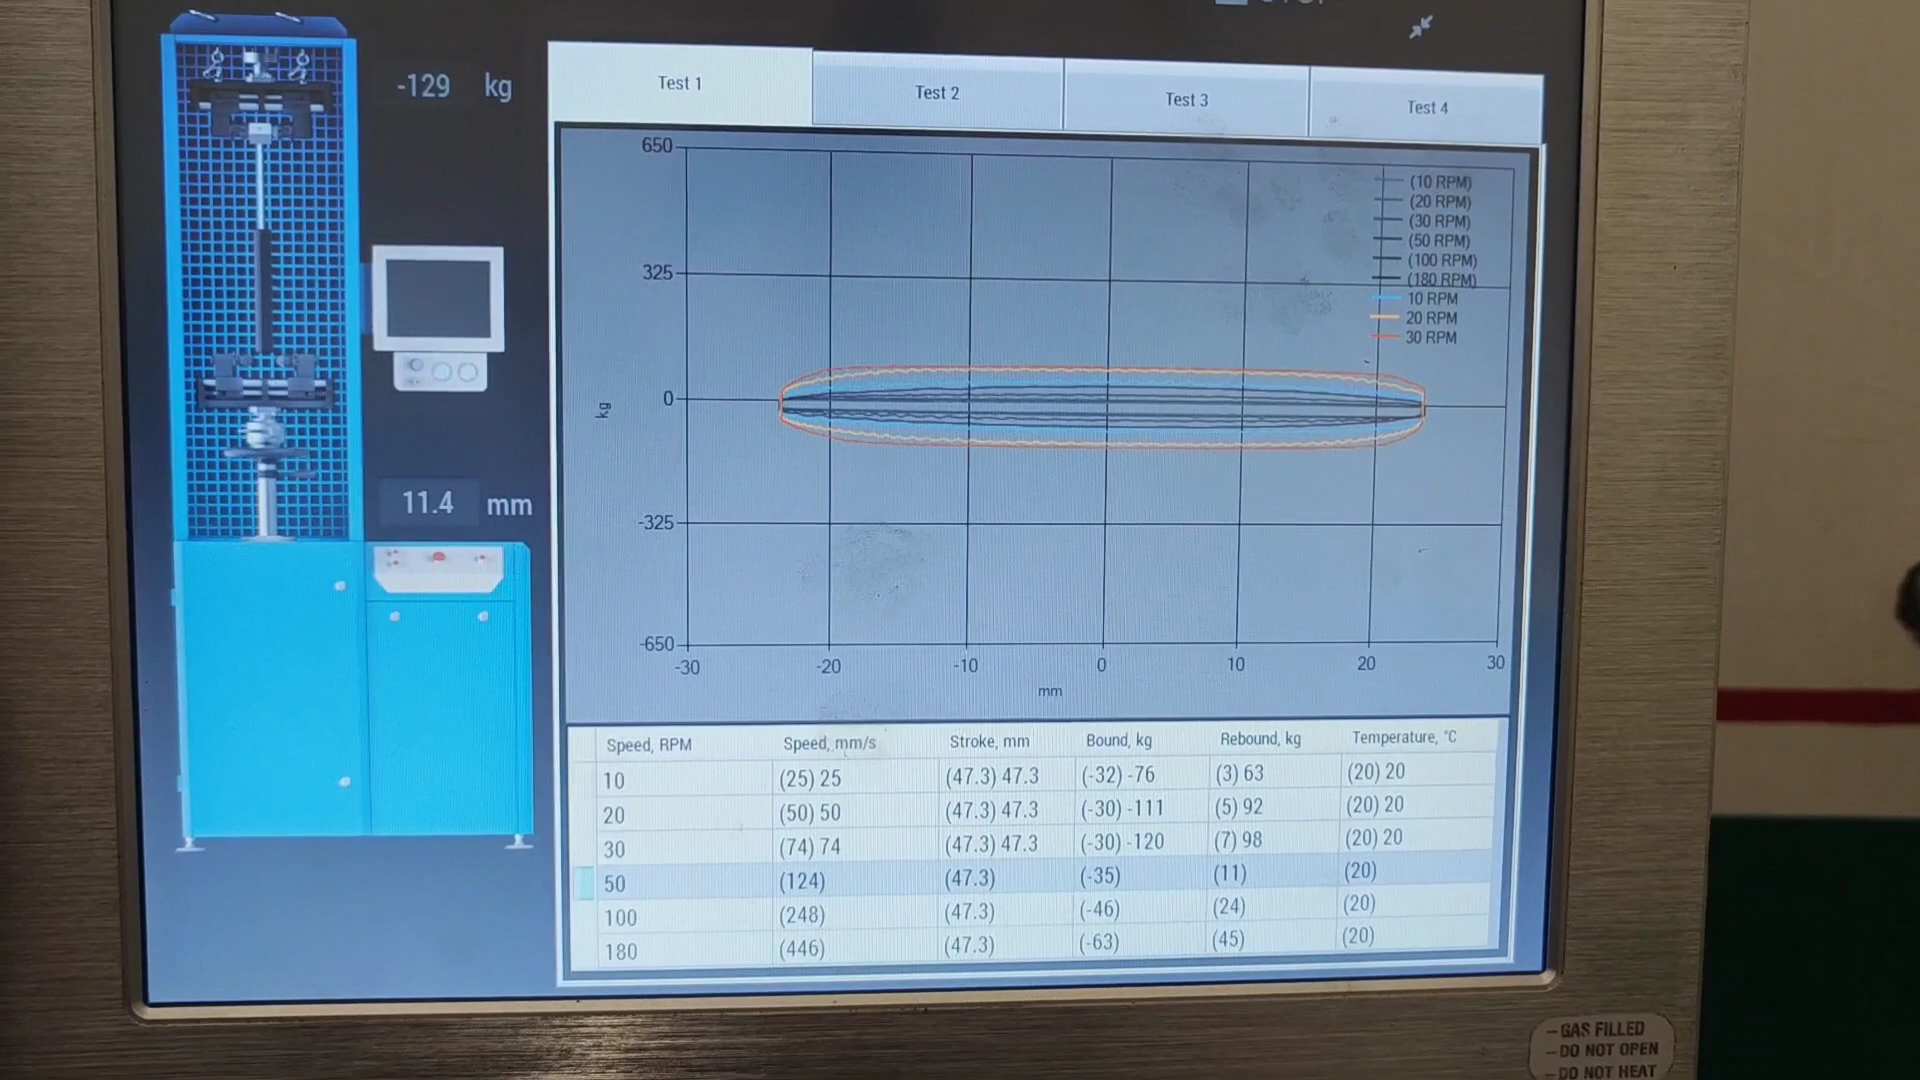 -129 kg
11.4 mm
Test 1
Test 2
Test 3
Test 4
650
325
0
-325
-650
kg
-30
-20
-10
0
10
20
30
mm
(10 RPM)
(20 RPM)
(30 RPM)
(50 RPM)
(100 RPM)
(180 RPM)
10 RPM
20 RPM
30 RPM
Speed, RPM Speed, mm/s Stroke, mm Bound, kg Rebound, kg Temperature, °C
10 (25) 25 (47.3) 47.3 (-32) -76 (3) 63 (20) 20
20 (50) 50 (47.3) 47.3 (-30) -111 (5) 92 (20) 20
30 (74) 74 (47.3) 47.3 (-30) -120 (7) 98 (20) 20
50 (124) (47.3) (-35) (11) (20)
100 (248) (47.3) (-46) (24) (20)
180 (446) (47.3) (-63) (45) (20)
- GAS FILLED
- DO NOT OPEN
- DO NOT HEAT